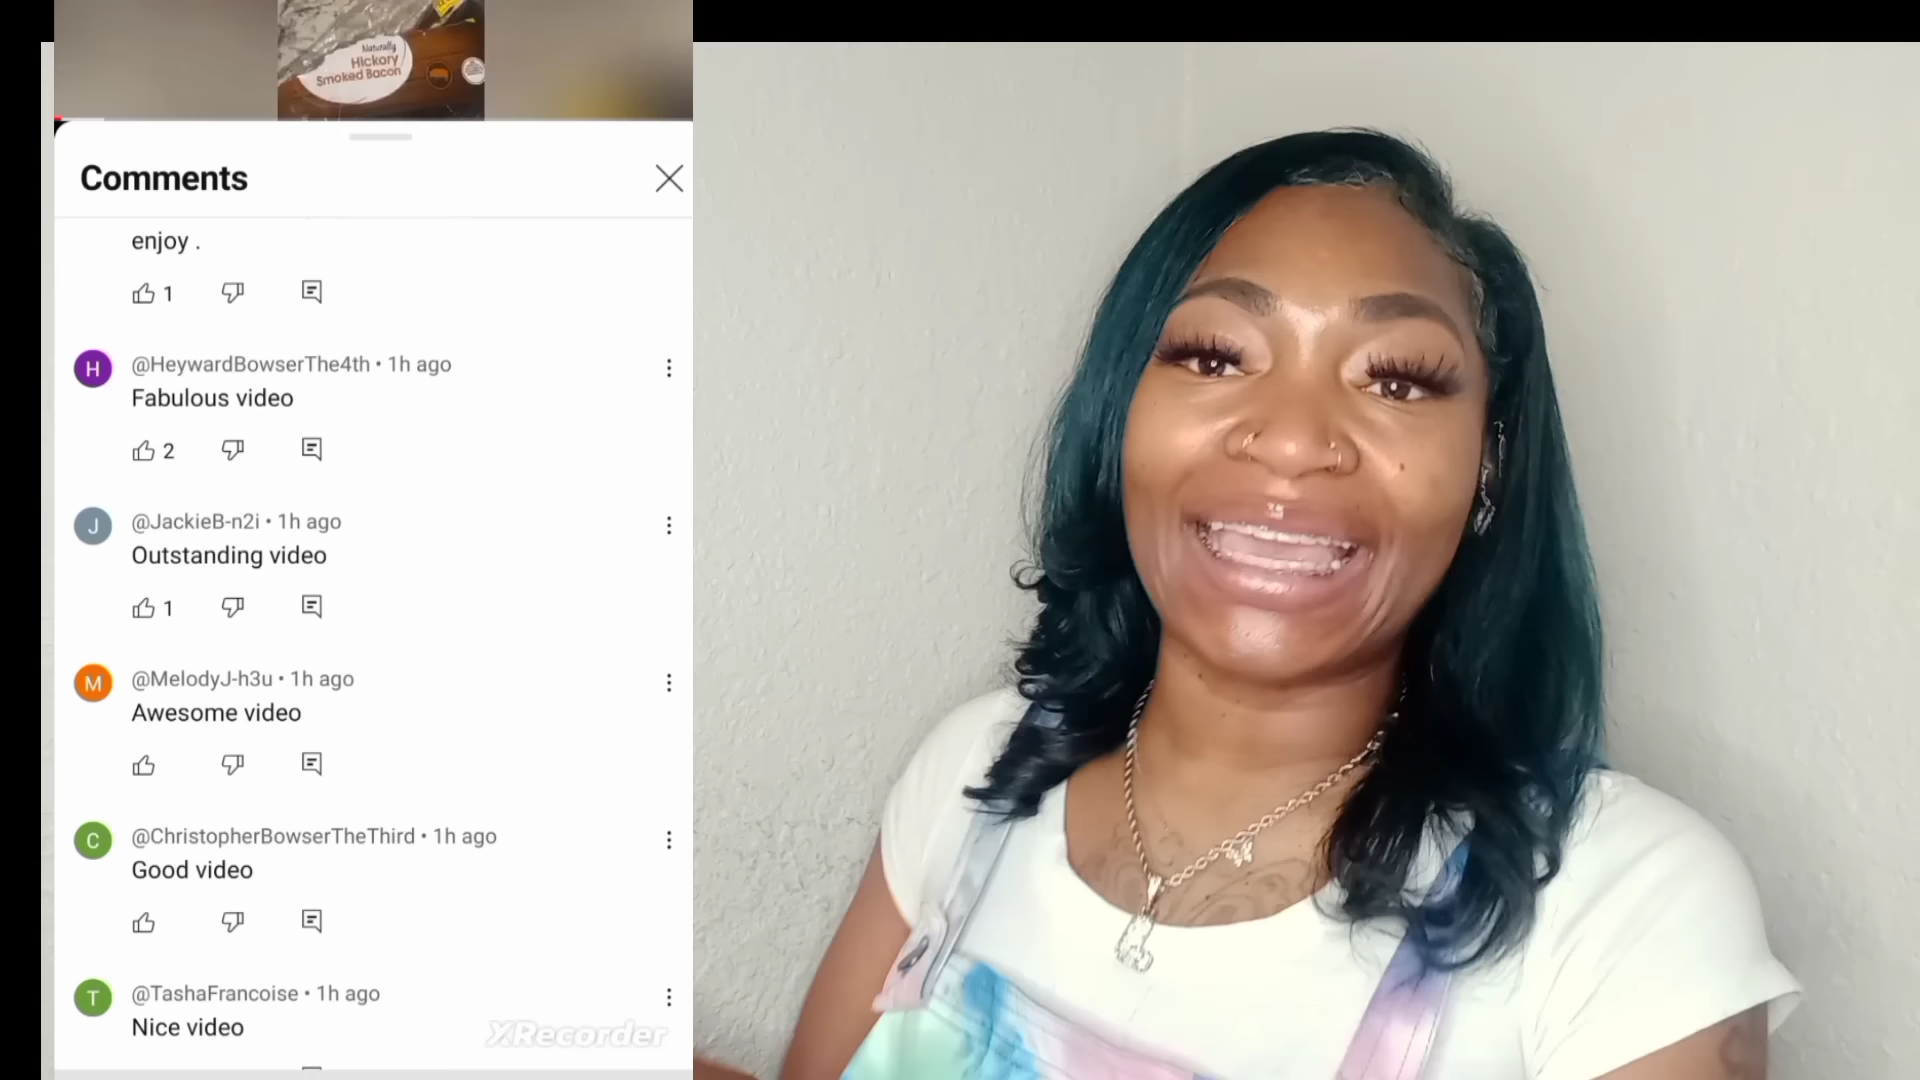 Naturally
Hickory
Smoked Bacon
Comments
enjoy .
1
H
@HeywardBowserThe4th • 1h ago
Fabulous video
2
J
@JackieB-n2i • 1h ago
Outstanding video
1
M
@MelodyJ-h3u • 1h ago
Awesome video
C
@ChristopherBowserTheThird • 1h ago
Good video
T
@TashaFrancoise • 1h ago
Nice video
XRecorder